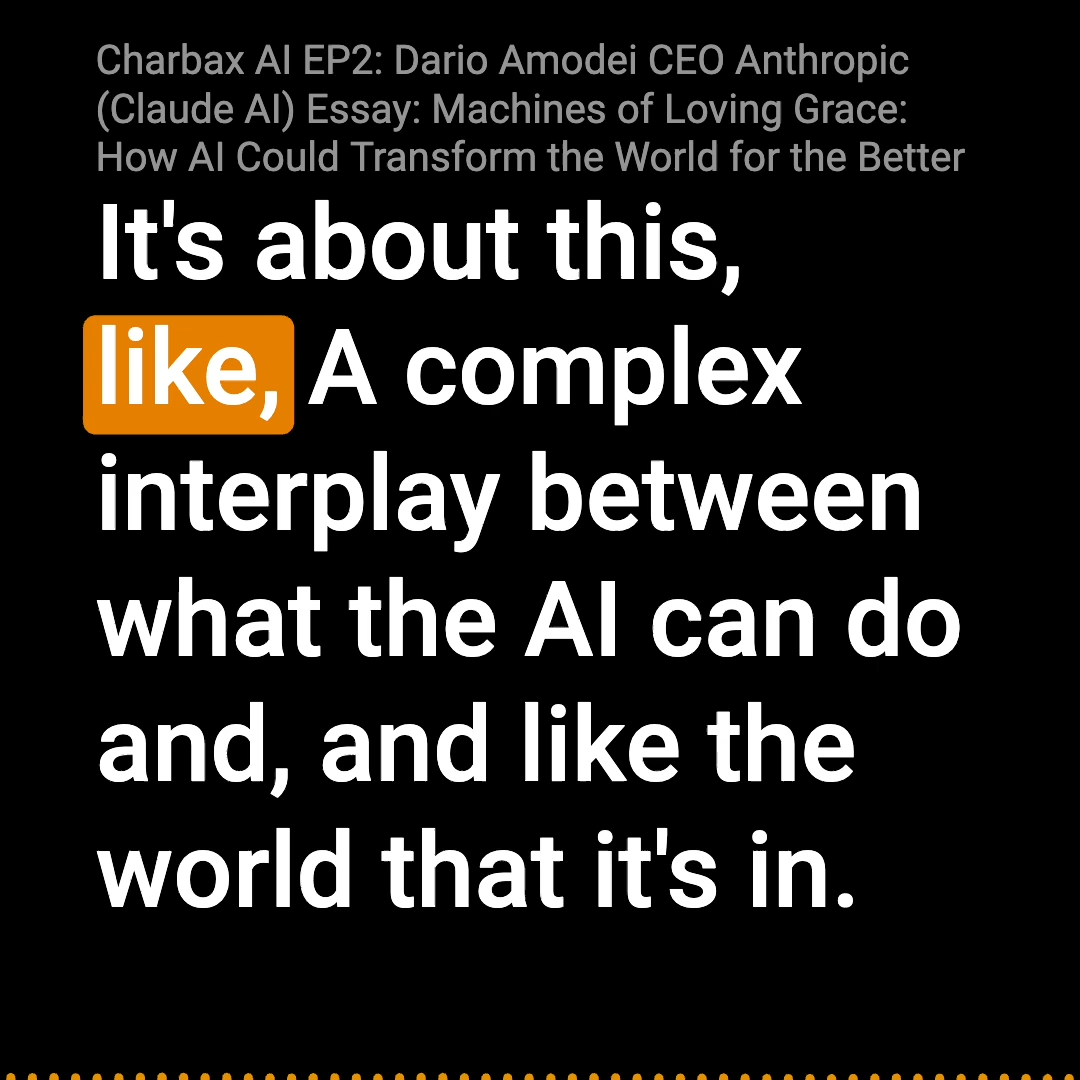 Charbax AI EP2: Dario Amodei CEO Anthropic
(Claude AI) Essay: Machines of Loving Grace:
How AI Could Transform the World for the Better
It's about this,
like, A complex
interplay between
what the AI can do
and, and like the
world that it's in.